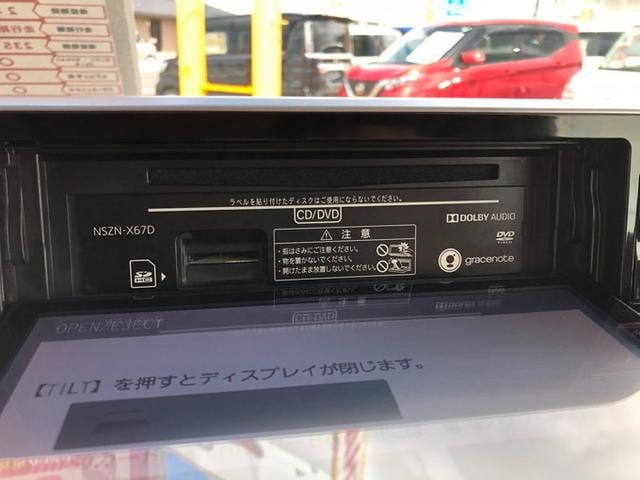 ラベルを貼り付けたディスクはご使用にならないでください。
CD/DVD
NSZN-X67D
DOLBY AUDIO
注意
・指はさみにご注意ください。
・物を置かないでください。
・開けたまま放置しないでください。
DVD
VIDEO
SD
HC
gracenote
OPEN/EJECT
【TILT】を押すとディスプレイが閉じます。